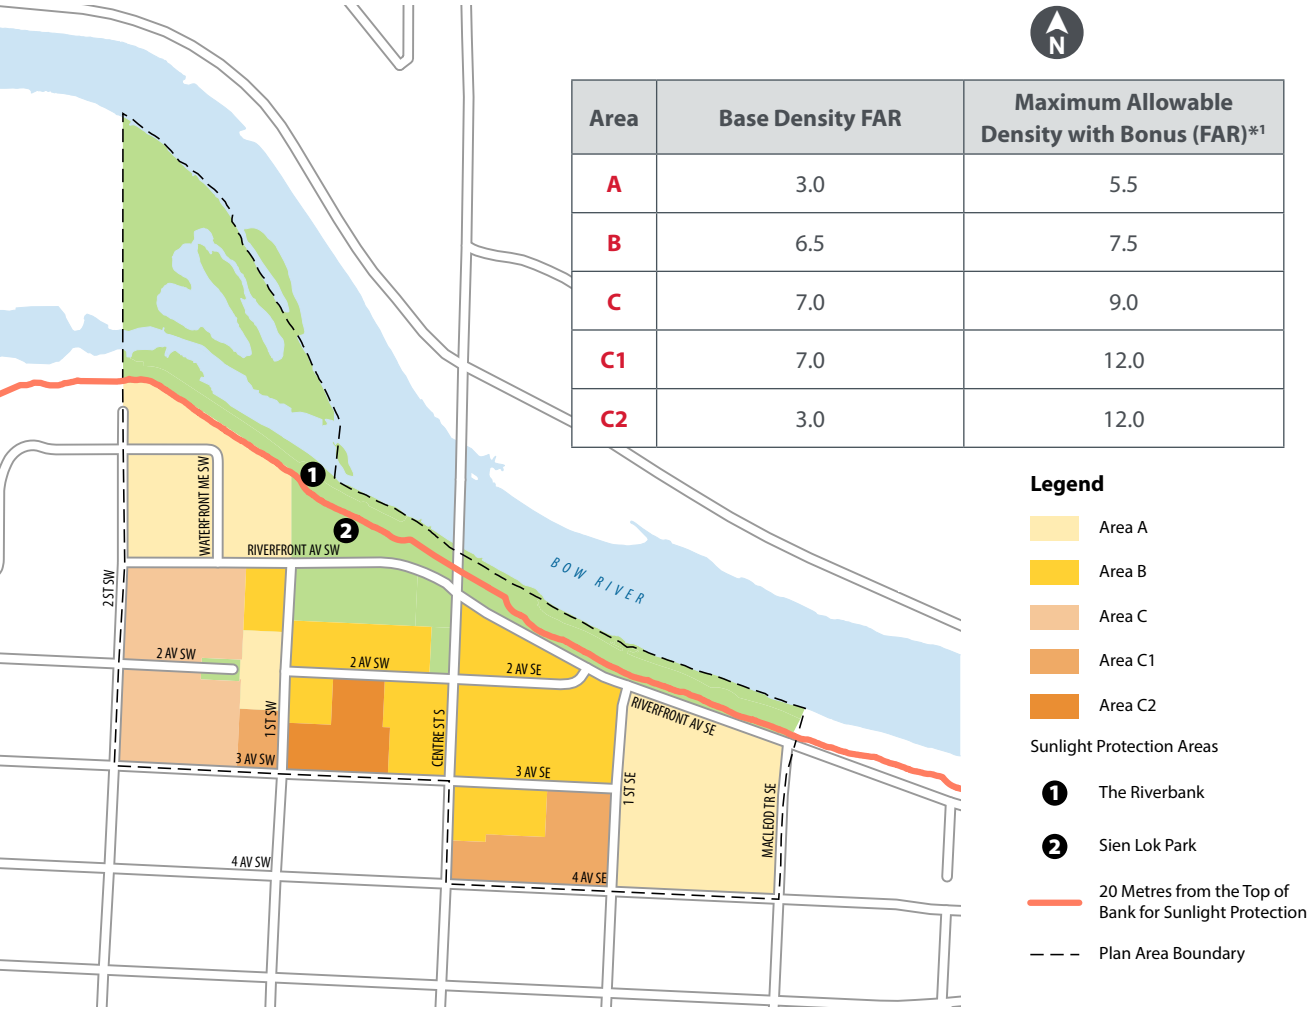 N
Area Base Density FAR Maximum Allowable
Density with Bonus (FAR)*1
A 3.0 5.5
B 6.5 7.5
C 7.0 9.0
C1 7.0 12.0
C2 3.0 12.0
Legend
Area A
Area B
Area C
Area C1
Area C2
Sunlight Protection Areas
1 The Riverbank
2 Sien Lok Park
20 Metres from the Top of
Bank for Sunlight Protection
Plan Area Boundary
1
2
WATERFRONT ME SW
RIVERFRONT AV SW
BOW RIVER
2 ST SW
2 AV SW
2 AV SW
2 AV SE
1 ST SW
CENTRE ST S
RIVERFRONT AV SE
3 AV SW
3 AV SE
1 ST SE
MACLEOD TR SE
4 AV SW
4 AV SE